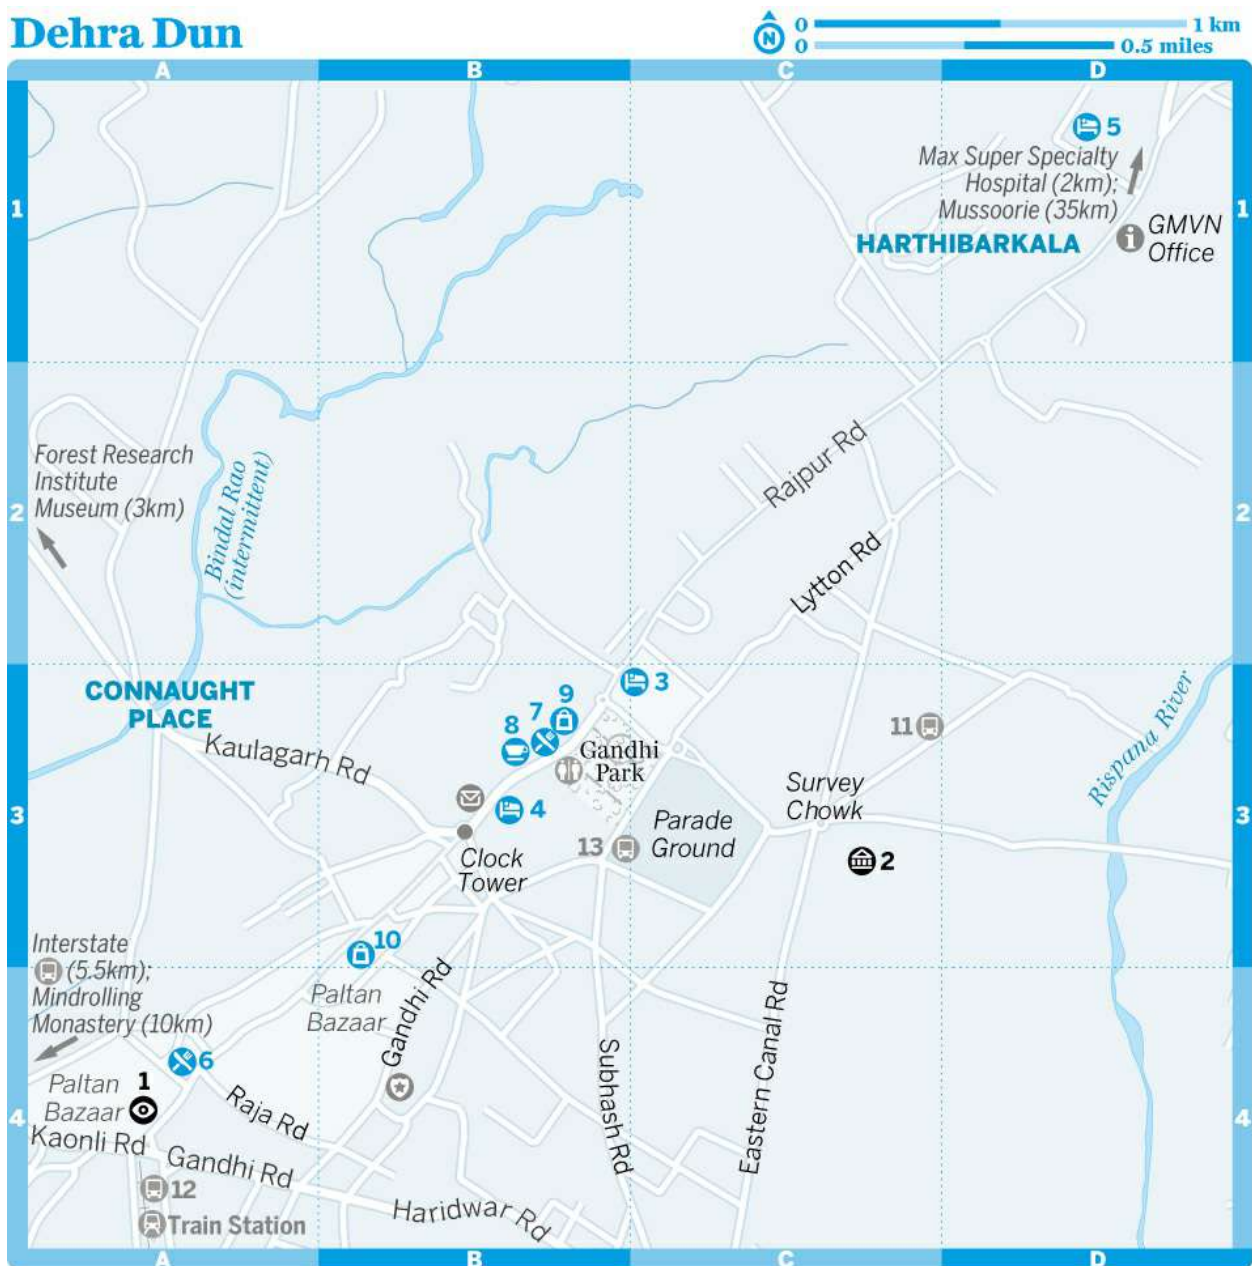 Dehra Dun
0 1 km
N
0 0.5 miles
A B C D
5
Max Super Specialty
Hospital (2km);
Mussoorie (35km)
1 1
HARTHIBARKALA
GMVN
Office
i
Rajpur Rd
Forest Research
Institute
Museum (3km)
Bindal Rao
(intermittent)
2 2
Lytton Rd
CONNAUGHT
PLACE
3
9
7
8
11
Rispana River
Kaulagarh Rd
Gandhi
Park
Survey
Chowk
4
3 3
Parade
Ground
13
Clock
Tower
2
10
Interstate
(5.5km);
Mindrolling
Monastery (10km)
Paltan
Bazaar
Gandhi Rd
Subhash Rd
Eastern Canal Rd
6
Paltan
Bazaar
1
Raja Rd
4 4
Kaonli Rd
Gandhi Rd
12
Haridwar Rd
Train Station
A B C D